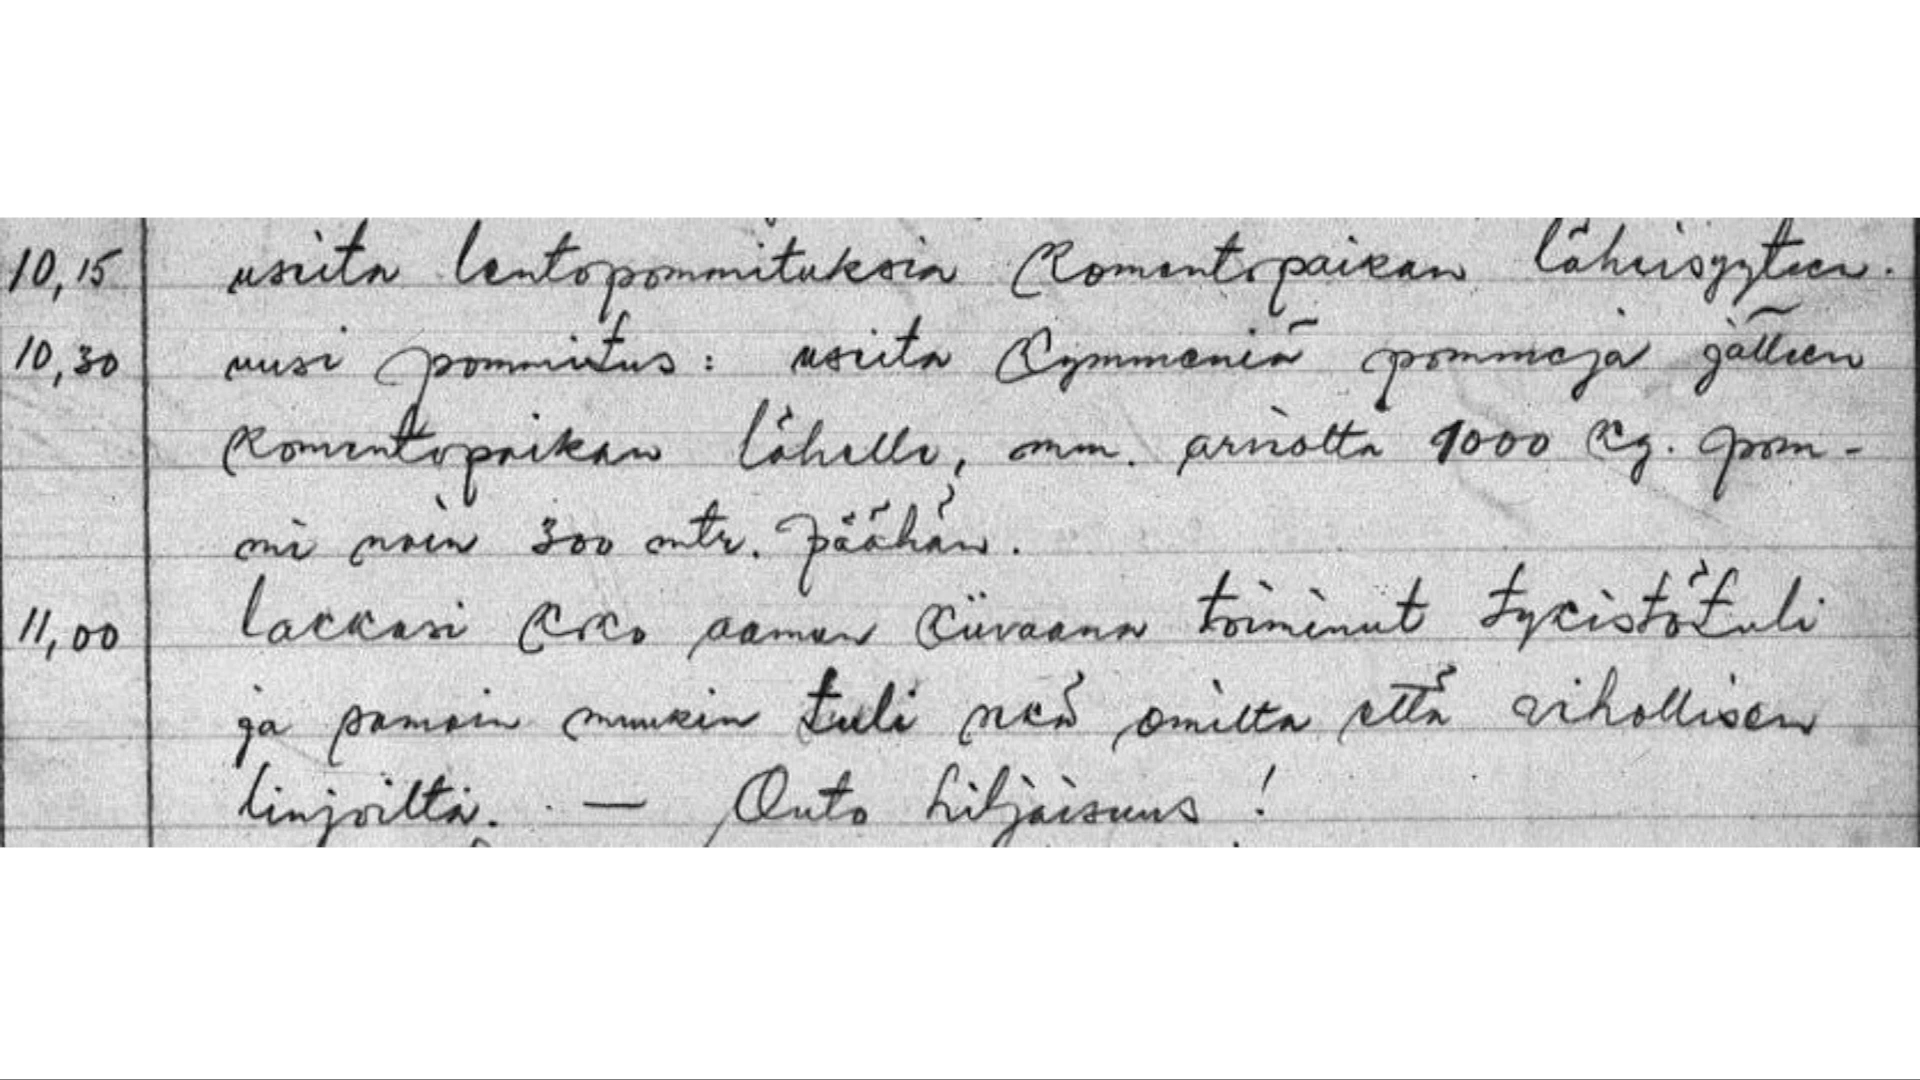 10,15 useita lentopommituksia komentopaikan läheisyyteen.
10,30 uusi pommitus: useita kymmeniä pommeja jälleen
komentopaikan lähelle, mm. arviolta 1000 kg. pom-
mi noin 300 mtr. päähän.
11,00 lakkasi koko aamun kiivaana toiminut tykistötuli
ja samoin muukin tuli sekä omilta että vihollisen
linjoilta. — Outo hiljaisuus!